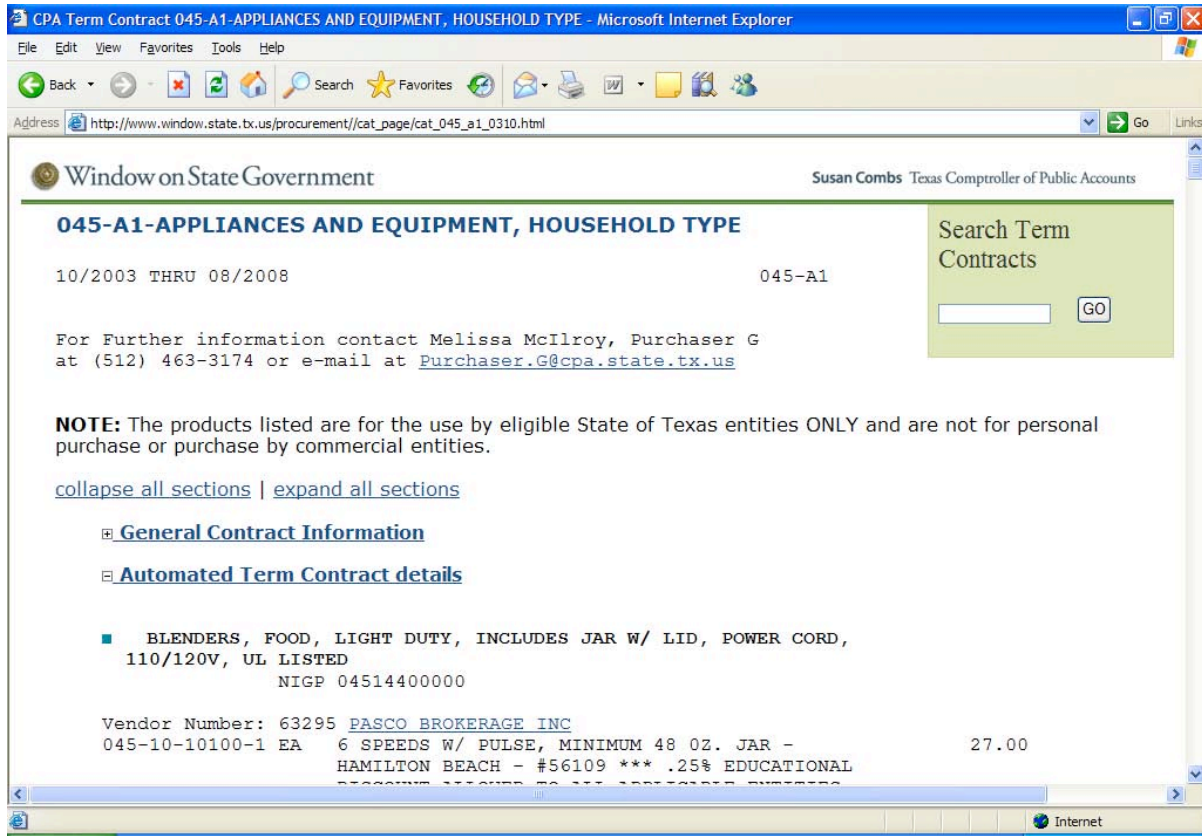 CPA Term Contract 045-A1-APPLIANCES AND EQUIPMENT, HOUSEHOLD TYPE - Microsoft Internet Explorer
File Edit View Favorites Tools Help
Back Search Favorites
Address http://www.window.state.tx.us/procurement//cat_page/cat_045_a1_0310.html Go Links
Window on State Government Susan Combs Texas Comptroller of Public Accounts
045-A1-APPLIANCES AND EQUIPMENT, HOUSEHOLD TYPE
Search Term
Contracts
GO
10/2003 THRU 08/2008 045-A1
For Further information contact Melissa McIlroy, Purchaser G
at (512) 463-3174 or e-mail at Purchaser.G@cpa.state.tx.us
NOTE: The products listed are for the use by eligible State of Texas entities ONLY and are not for personal
purchase or purchase by commercial entities.
collapse all sections | expand all sections
General Contract Information
Automated Term Contract details
BLENDERS, FOOD, LIGHT DUTY, INCLUDES JAR W/ LID, POWER CORD,
110/120V, UL LISTED
NIGP 04514400000
Vendor Number: 63295 PASCO BROKERAGE INC
045-10-10100-1 EA 6 SPEEDS W/ PULSE, MINIMUM 48 OZ. JAR - 27.00
HAMILTON BEACH - #56109 *** .25% EDUCATIONAL
DISCOUNT ALLOWED TO ALL APPLICABLE ENTITIES
Internet